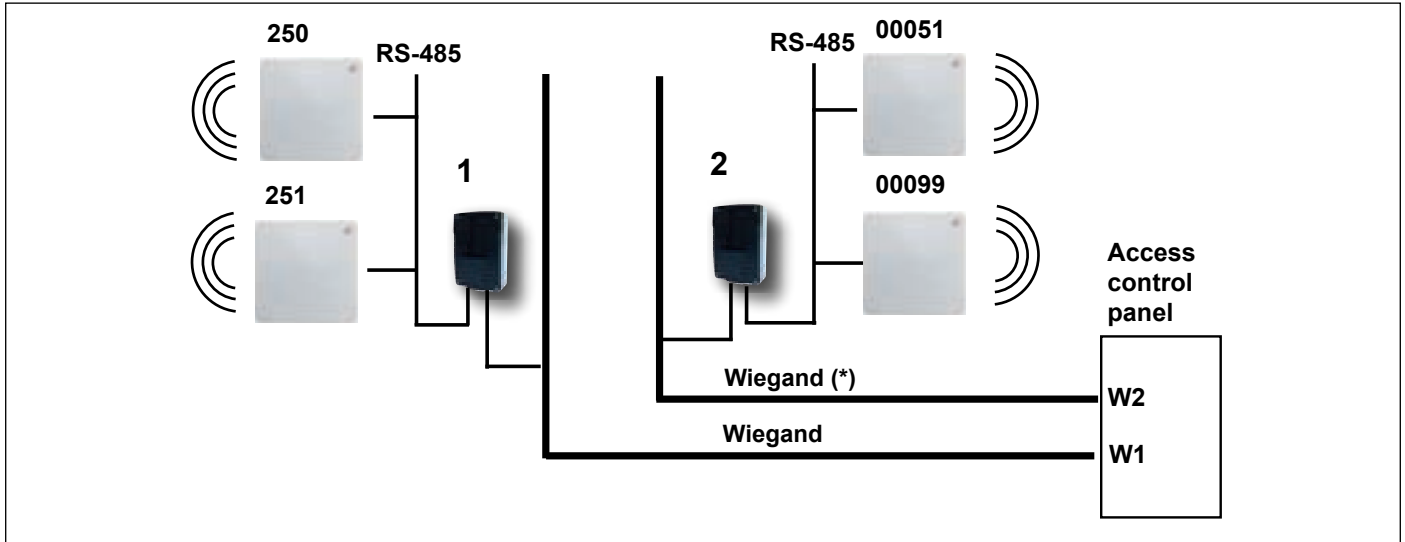 250
RS-485
RS-485
00051
1
2
251
00099
Access
control
panel
Wiegand (*)
W2
Wiegand
W1